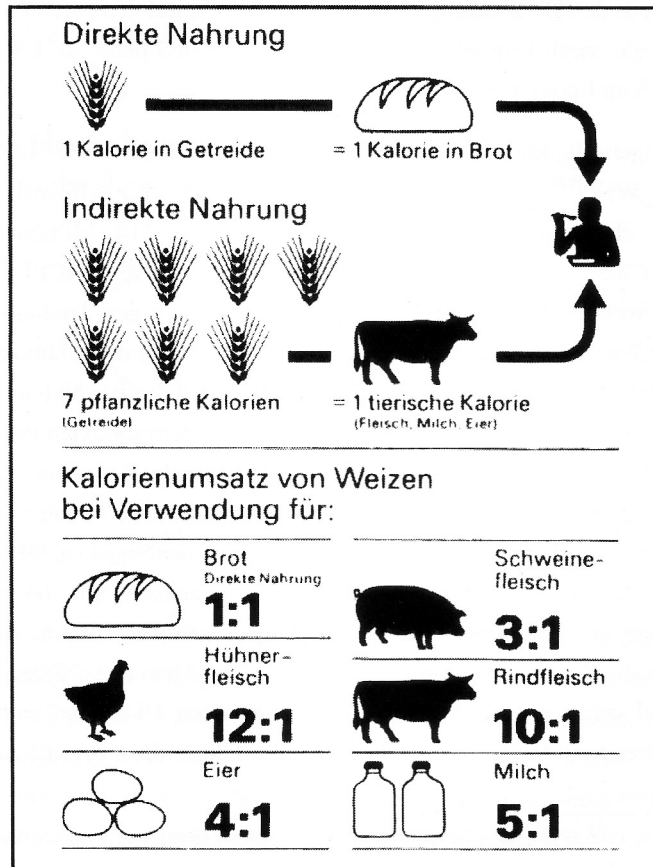 Direkte Nahrung
1 Kalorie in Getreide = 1 Kalorie in Brot
Indirekte Nahrung
7 pflanzliche Kalorien = 1 tierische Kalorie
(Getreide) (Fleisch, Milch, Eier)
Kalorienumsatz von Weizen
bei Verwendung für:
Brot
Direkte Nahrung
1:1
Schweine-
fleisch
3:1
Hühner-
fleisch
12:1
Rindfleisch
10:1
Eier
4:1
Milch
5:1